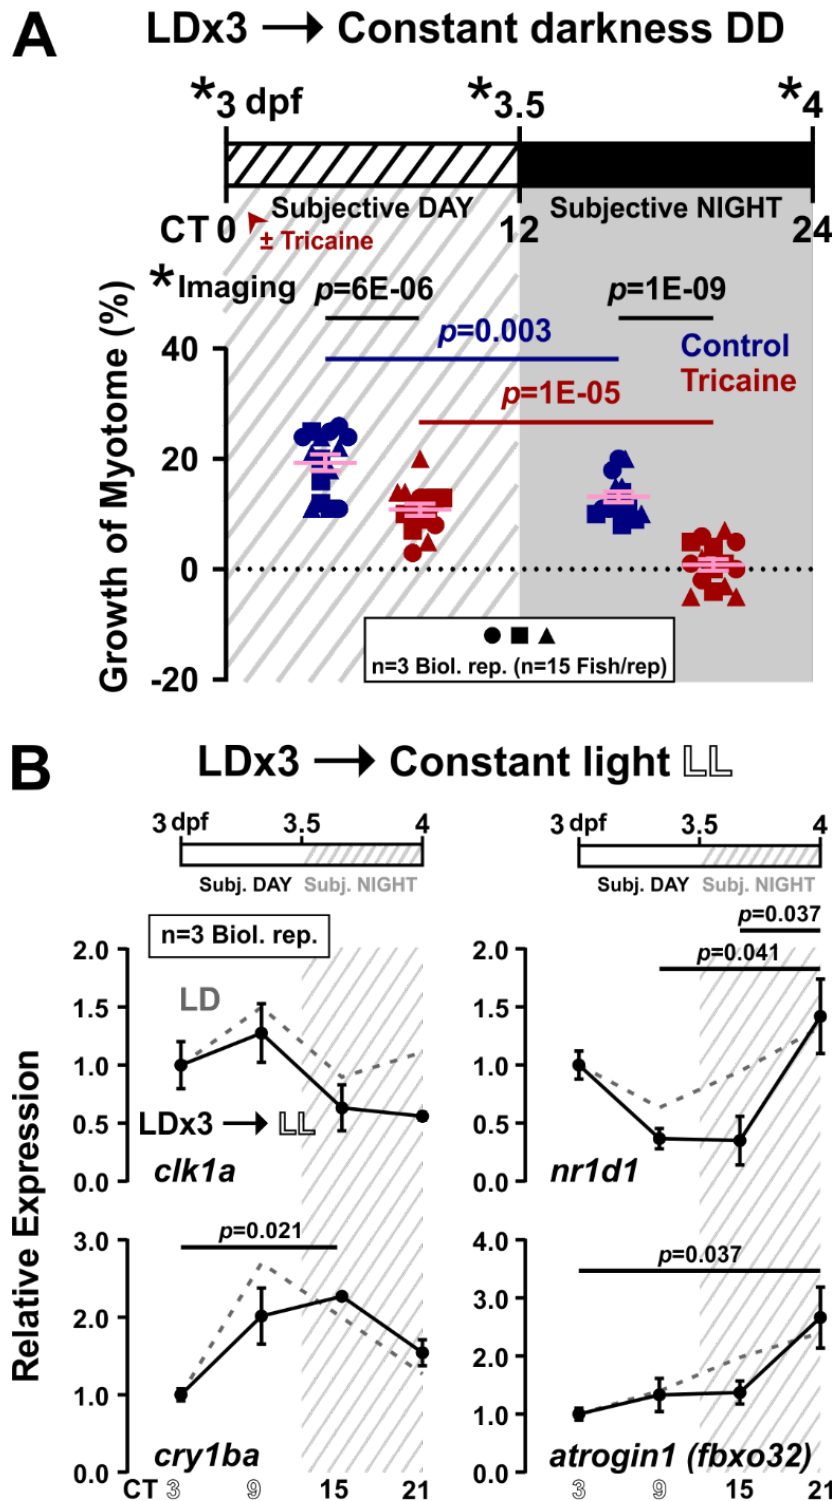 A
LDx3 → Constant darkness DD
*3 dpf *3.5 *4
Subjective DAY Subjective NIGHT
CT 0 12 24
± Tricaine
*Imaging
p=6E-06 p=1E-09
p=0.003
Control
Tricaine
p=1E-05
Growth of Myotome (%)
40
20
0
-20
n=3 Biol. rep. (n=15 Fish/rep)
B
LDx3 → Constant light LL
3 dpf 3.5 4
Subj. DAY Subj. NIGHT
3 dpf 3.5 4
Subj. DAY Subj. NIGHT
Relative Expression
n=3 Biol. rep.
2.0
1.5
1.0
0.5
0.0
LD
LDx3 → LL
clk1a
p=0.037
p=0.041
2.0
1.5
1.0
0.5
0.0
nr1d1
p=0.021
3.0
2.0
1.0
0.0
cry1ba
CT 3 9 15 21
p=0.037
4.0
3.0
2.0
1.0
0.0
atrogin1 (fbxo32)
3 9 15 21